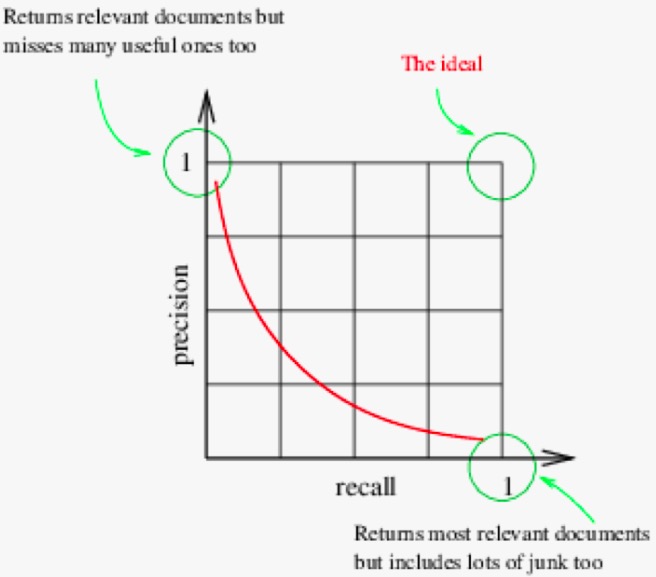 Returns relevant documents but
misses many useful ones too
The ideal
1
precision
recall
1
Returns most relevant documents
but includes lots of junk too